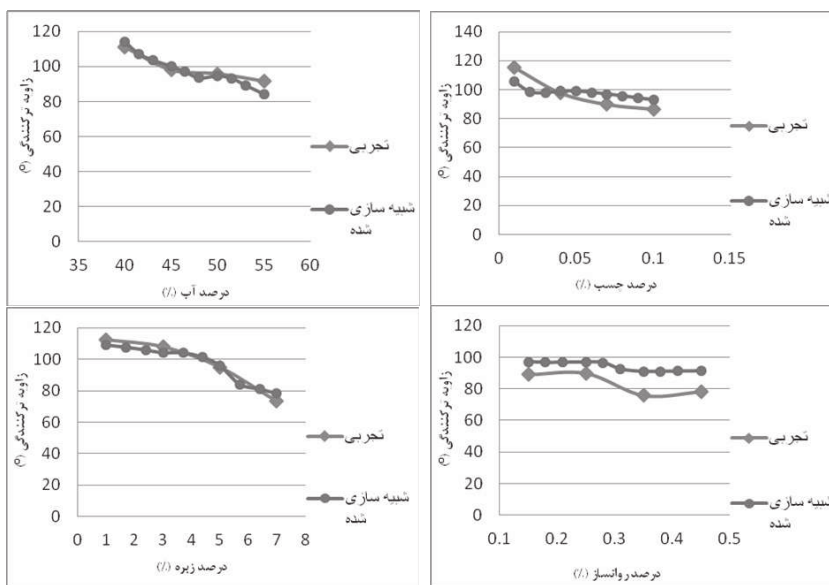 120
100
80
60
40
20
0
35 40 45 50 55 60
زاویه ترکنندگی (º)
درصد آب (٪)
تجربی
شبیه سازی
شده
140
120
100
80
60
40
20
0
0 0.05 0.1 0.15
زاویه ترکنندگی (º)
درصد چسب (٪)
تجربی
شبیه سازی
شده
120
100
80
60
40
20
0
0 1 2 3 4 5 6 7 8
زاویه ترکنندگی (º)
درصد زیره (٪)
تجربی
شبیه سازی
شده
120
100
80
60
40
20
0
0.1 0.2 0.3 0.4 0.5
زاویه ترکنندگی (º)
درصد روانساز (٪)
تجربی
شبیه سازی
شده